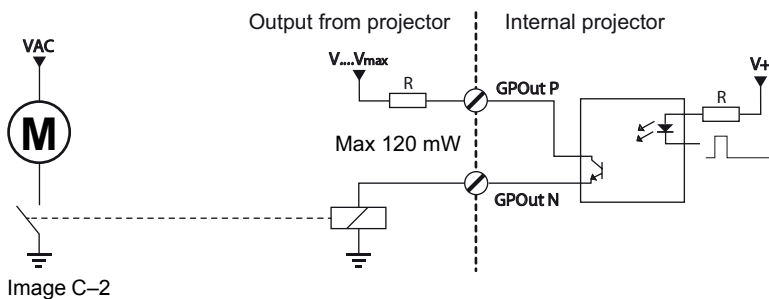 Output from projector
Internal projector
VAC
V....Vmax
R
GPOut P
V+
R
M
Max 120 mW
GPOut N
Image C–2